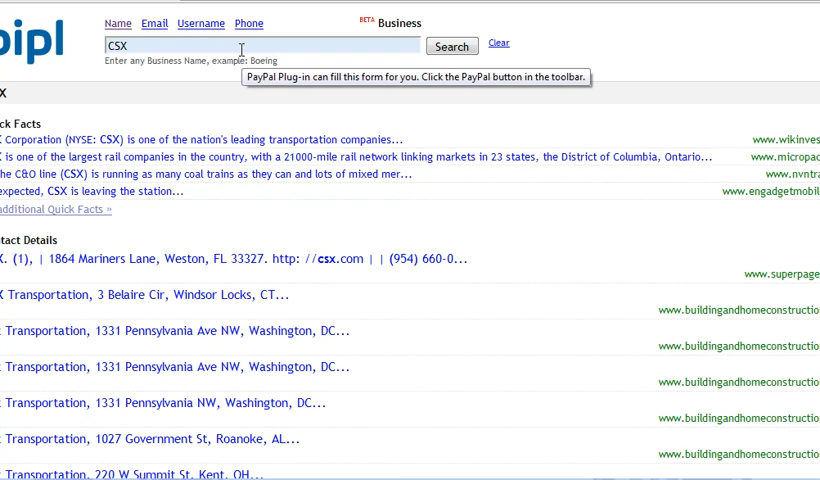 pipl
Name Email Username Phone BETA Business
CSX Search Clear
Enter any Business Name, example: Boeing
PayPal Plug-in can fill this form for you. Click the PayPal button in the toolbar.
X
ck Facts
X Corporation (NYSE: CSX) is one of the nation's leading transportation companies... www.wikinves
X is one of the largest rail companies in the country, with a 21000-mile rail network linking markets in 23 states, the District of Columbia, Ontario... www.micropac
he C&O line (CSX) is running as many coal trains as they can and lots of mixed mer... www.nvntra
expected, CSX is leaving the station... www.engadgetmobil
additional Quick Facts »
ntact Details
X. (1), | 1864 Mariners Lane, Weston, FL 33327. http: //csx.com | | (954) 660-0...
www.superpage
X Transportation, 3 Belaire Cir, Windsor Locks, CT...
www.buildingandhomeconstructio
Transportation, 1331 Pennsylvania Ave NW, Washington, DC...
www.buildingandhomeconstructio
Transportation, 1331 Pennsylvania Ave NW, Washington, DC...
www.buildingandhomeconstructio
Transportation, 1331 Pennsylvania NW, Washington, DC...
www.buildingandhomeconstructio
Transportation, 1027 Government St, Roanoke, AL...
www.buildingandhomeconstructio
Transportation, 220 W Summit St, Kent, OH...